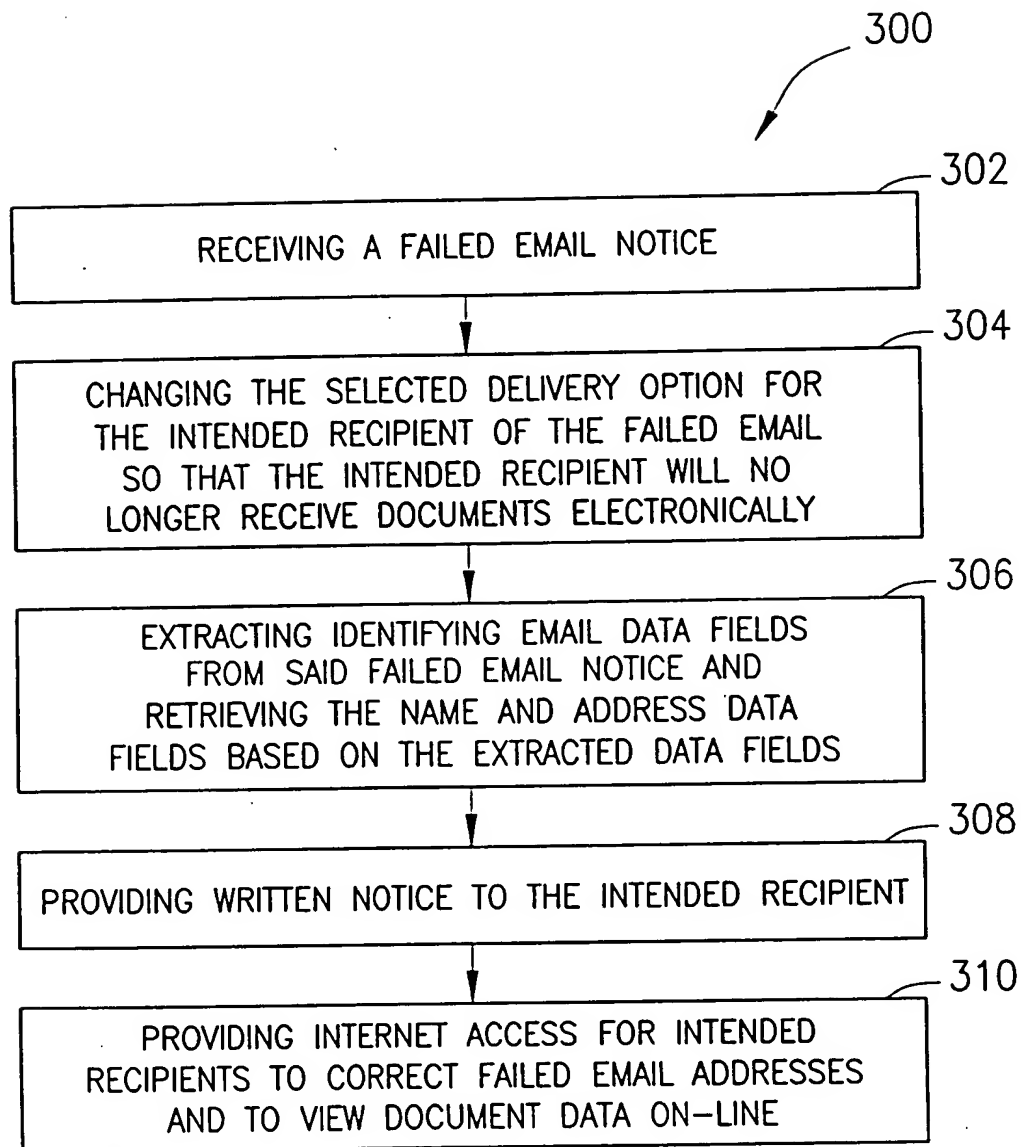 300
302
RECEIVING A FAILED EMAIL NOTICE
304
CHANGING THE SELECTED DELIVERY OPTION FOR
THE INTENDED RECIPIENT OF THE FAILED EMAIL
SO THAT THE INTENDED RECIPIENT WILL NO
LONGER RECEIVE DOCUMENTS ELECTRONICALLY
306
EXTRACTING IDENTIFYING EMAIL DATA FIELDS
FROM SAID FAILED EMAIL NOTICE AND
RETRIEVING THE NAME AND ADDRESS DATA
FIELDS BASED ON THE EXTRACTED DATA FIELDS
308
PROVIDING WRITTEN NOTICE TO THE INTENDED RECIPIENT
310
PROVIDING INTERNET ACCESS FOR INTENDED
RECIPIENTS TO CORRECT FAILED EMAIL ADDRESSES
AND TO VIEW DOCUMENT DATA ON-LINE